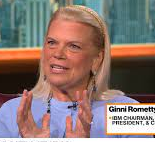 Ginni Rometty
IBM CHAIRMAN,
PRESIDENT, & C